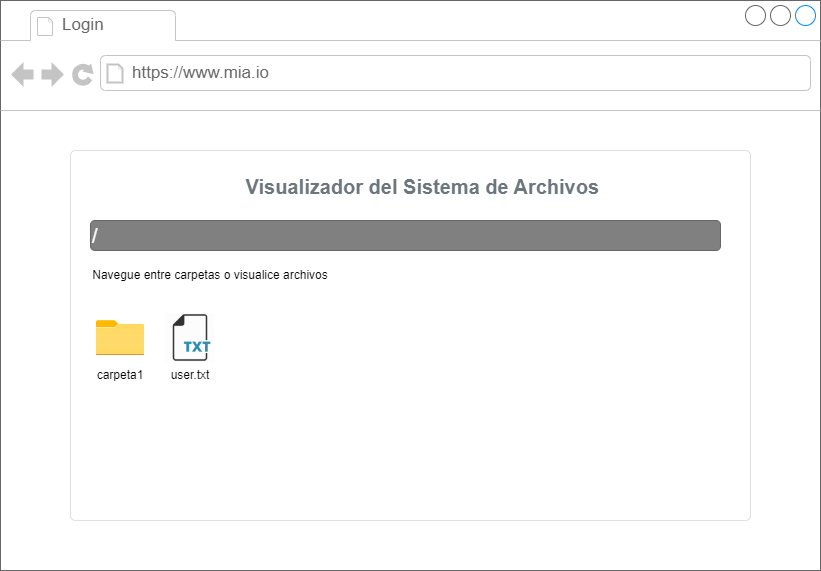 Login
https://www.mia.io
Visualizador del Sistema de Archivos
/
Navegue entre carpetas o visualice archivos
TXT
carpeta1
user.txt